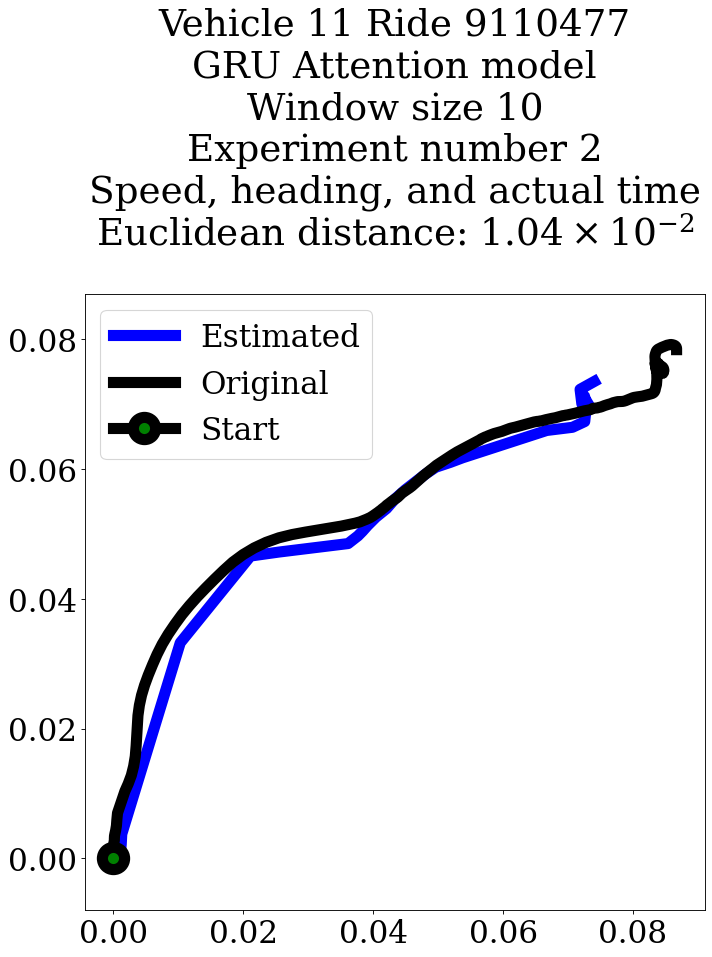 Vehicle 11 Ride 9110477
GRU Attention model
Window size 10
Experiment number 2
Speed, heading, and actual time
Euclidean distance: 1.04 × 10⁻²
Estimated
Original
Start
0.08
0.06
0.04
0.02
0.00
0.00 0.02 0.04 0.06 0.08